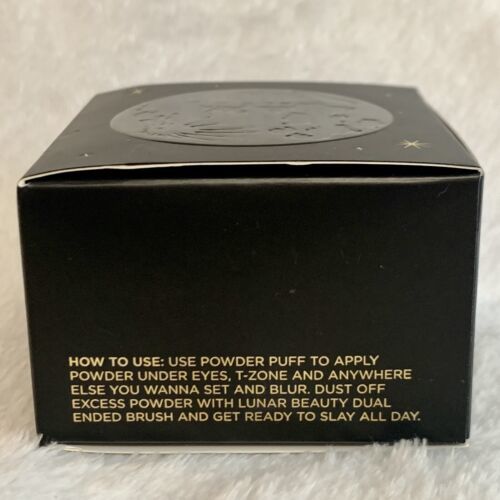 HOW TO USE: USE POWDER PUFF TO APPLY
POWDER UNDER EYES, T-ZONE AND ANYWHERE
ELSE YOU WANNA SET AND BLUR. DUST OFF
EXCESS POWDER WITH LUNAR BEAUTY DUAL
ENDED BRUSH AND GET READY TO SLAY ALL DAY.